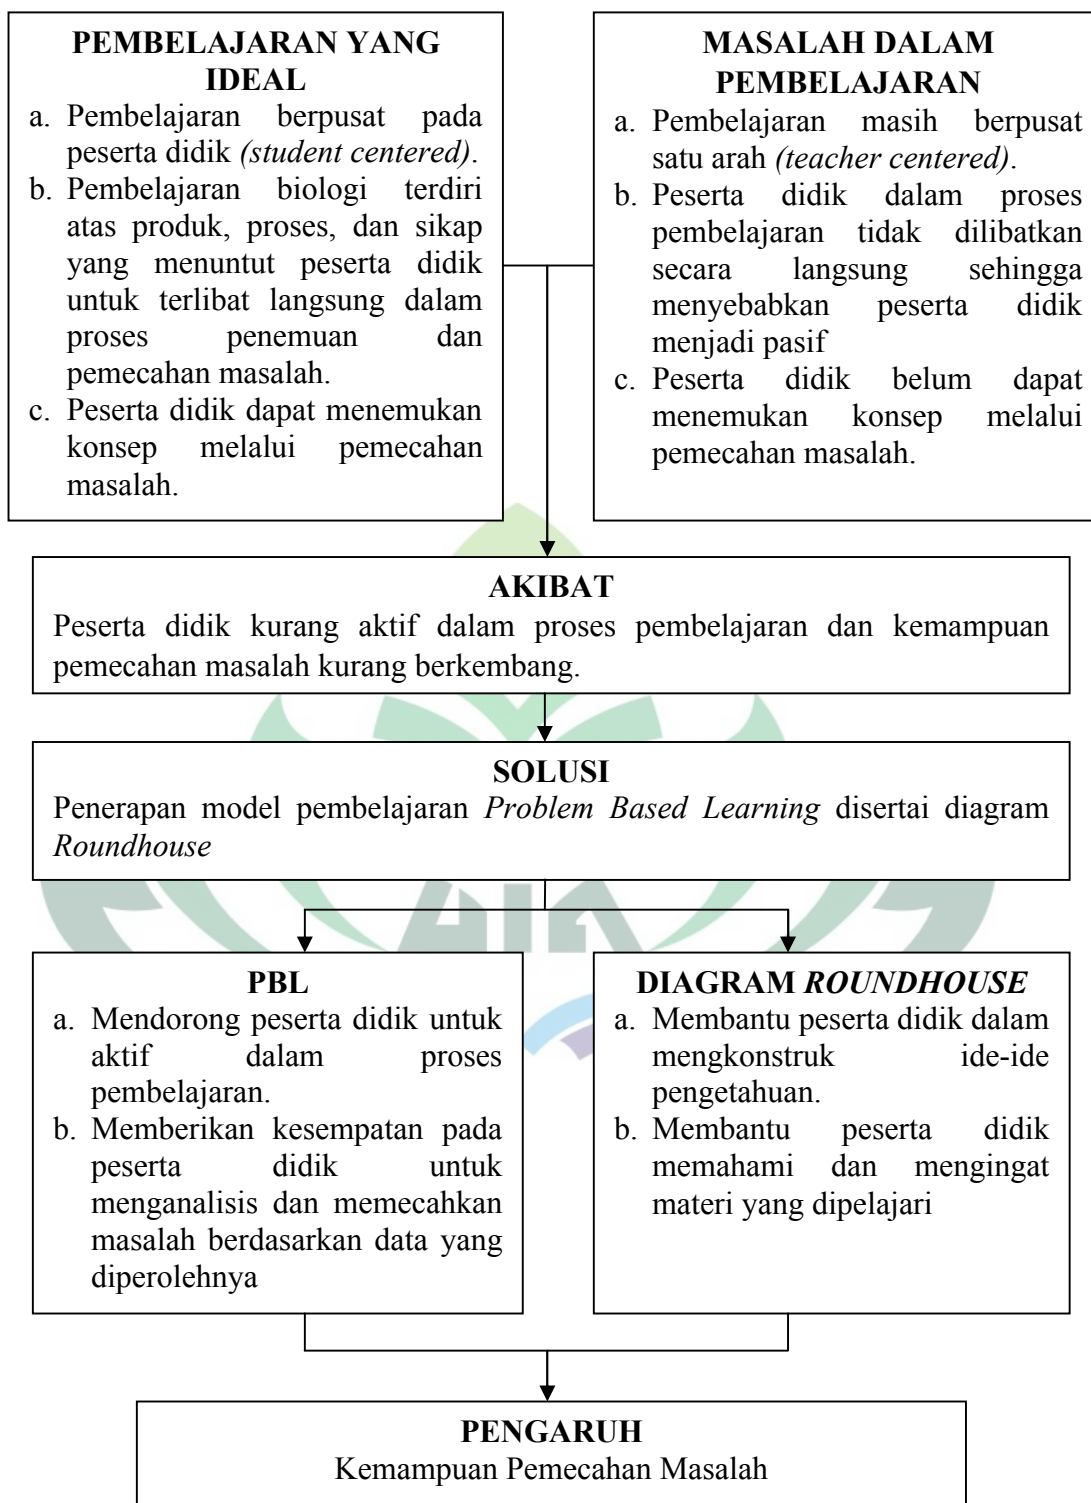 PEMBELAJARAN YANG
IDEAL
a. Pembelajaran berpusat pada
peserta didik (student centered).
b. Pembelajaran biologi terdiri
atas produk, proses, dan sikap
yang menuntut peserta didik
untuk terlibat langsung dalam
proses penemuan dan
pemecahan masalah.
c. Peserta didik dapat menemukan
konsep melalui pemecahan
masalah.
MASALAH DALAM
PEMBELAJARAN
a. Pembelajaran masih berpusat
satu arah (teacher centered).
b. Peserta didik dalam proses
pembelajaran tidak dilibatkan
secara langsung sehingga
menyebabkan peserta didik
menjadi pasif
c. Peserta didik belum dapat
menemukan konsep melalui
pemecahan masalah.
AKIBAT
Peserta didik kurang aktif dalam proses pembelajaran dan kemampuan
pemecahan masalah kurang berkembang.
SOLUSI
Penerapan model pembelajaran Problem Based Learning disertai diagram
Roundhouse
PBL
a. Mendorong peserta didik untuk
aktif dalam proses
pembelajaran.
b. Memberikan kesempatan pada
peserta didik untuk
menganalisis dan memecahkan
masalah berdasarkan data yang
diperolehnya
DIAGRAM ROUNDHOUSE
a. Membantu peserta didik dalam
mengkonstruk ide-ide
pengetahuan.
b. Membantu peserta didik
memahami dan mengingat
materi yang dipelajari
PENGARUH
Kemampuan Pemecahan Masalah